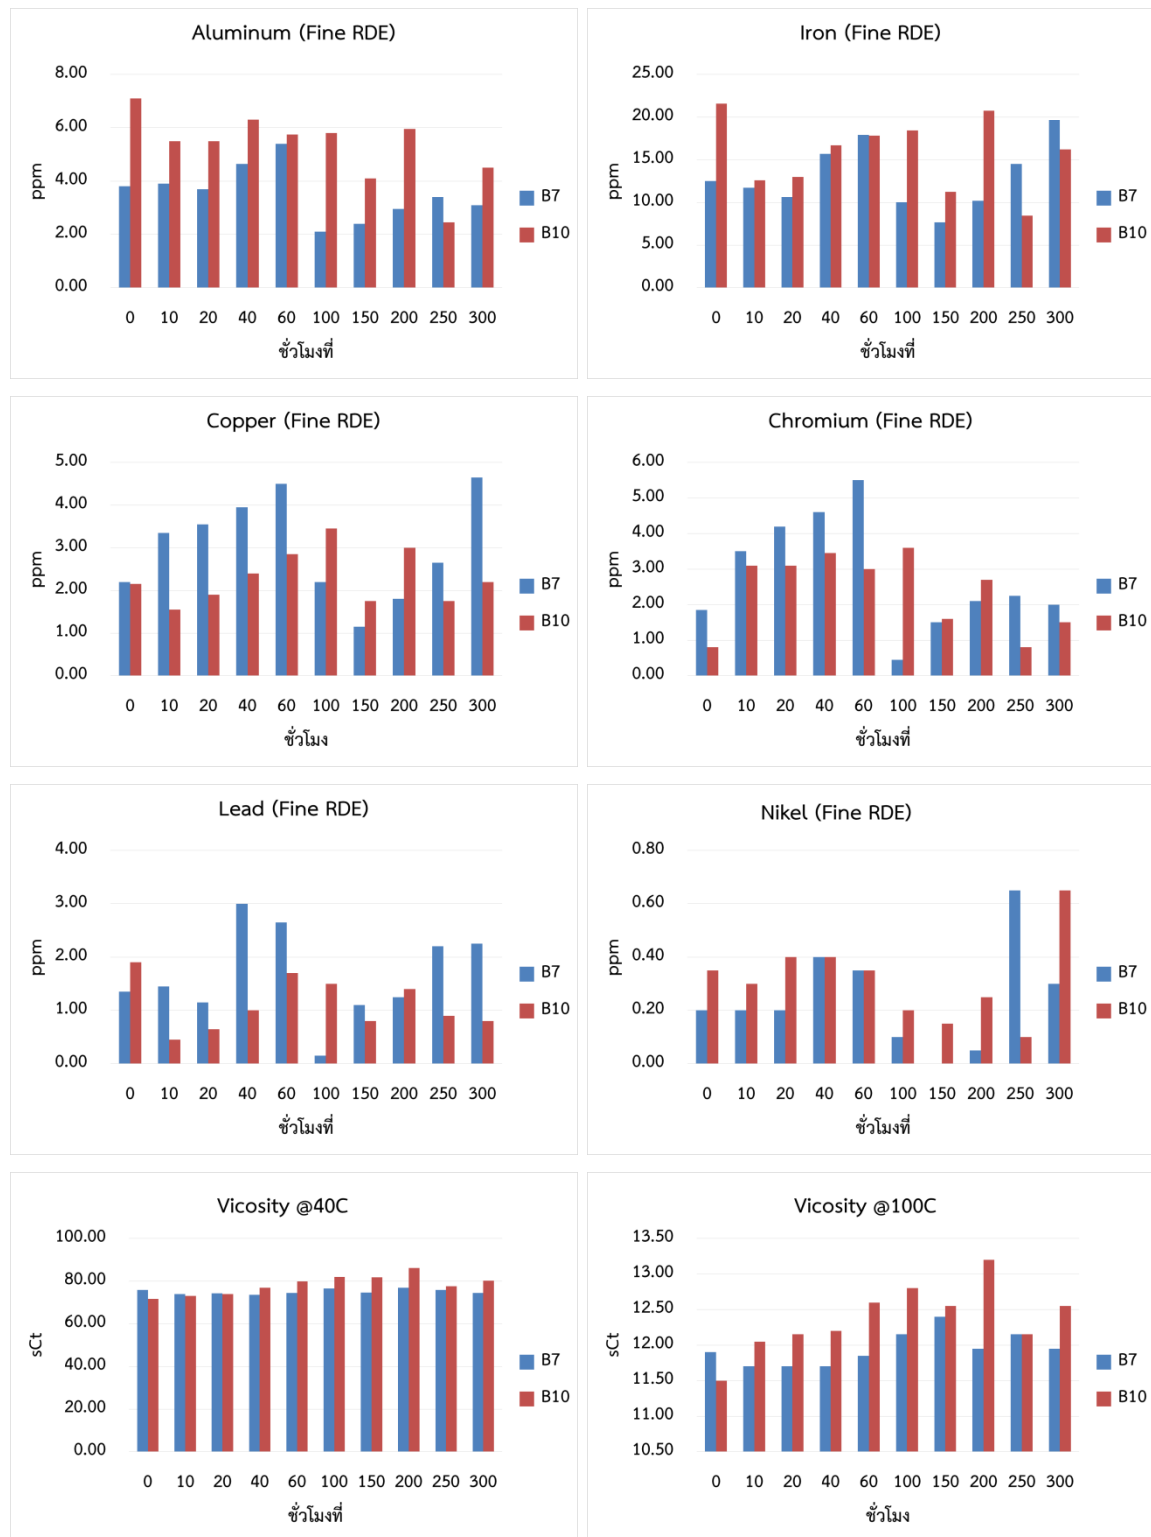 Aluminum (Fine RDE)
8.00
6.00
4.00
2.00
0.00
ppm
0 10 20 40 60 100 150 200 250 300
ชั่วโมงที่
B7
B10
Iron (Fine RDE)
25.00
20.00
15.00
10.00
5.00
0.00
ppm
0 10 20 40 60 100 150 200 250 300
ชั่วโมงที่
B7
B10
Copper (Fine RDE)
5.00
4.00
3.00
2.00
1.00
0.00
ppm
0 10 20 40 60 100 150 200 250 300
ชั่วโมง
B7
B10
Chromium (Fine RDE)
6.00
5.00
4.00
3.00
2.00
1.00
0.00
ppm
0 10 20 40 60 100 150 200 250 300
ชั่วโมงที่
B7
B10
Lead (Fine RDE)
4.00
3.00
2.00
1.00
0.00
ppm
0 10 20 40 60 100 150 200 250 300
ชั่วโมงที่
B7
B10
Nikel (Fine RDE)
0.80
0.60
0.40
0.20
0.00
ppm
0 10 20 40 60 100 150 200 250 300
ชั่วโมงที่
B7
B10
Vicosity @40C
100.00
80.00
60.00
40.00
20.00
0.00
sCt
0 10 20 40 60 100 150 200 250 300
ชั่วโมงที่
B7
B10
Vicosity @100C
13.50
13.00
12.50
12.00
11.50
11.00
10.50
sCt
0 10 20 40 60 100 150 200 250 300
ชั่วโมง
B7
B10